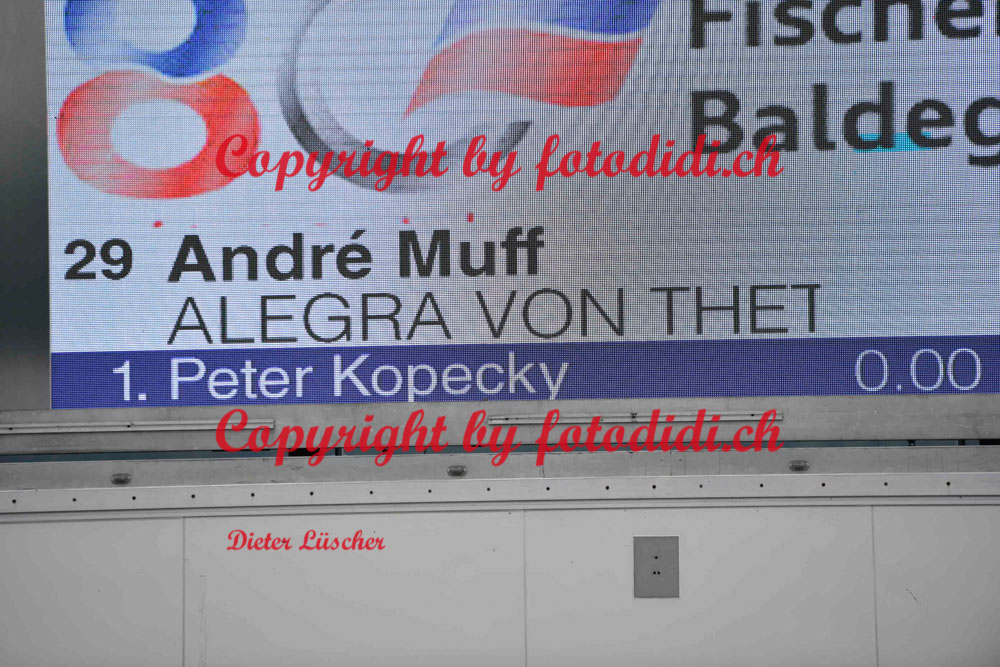 Fischer
Baldeg
Copyright by fotodidi.ch
29 André Muff
ALEGRA VON THET
1. Peter Kopecky 0.00
Copyright by fotodidi.ch
Dieter Lüscher